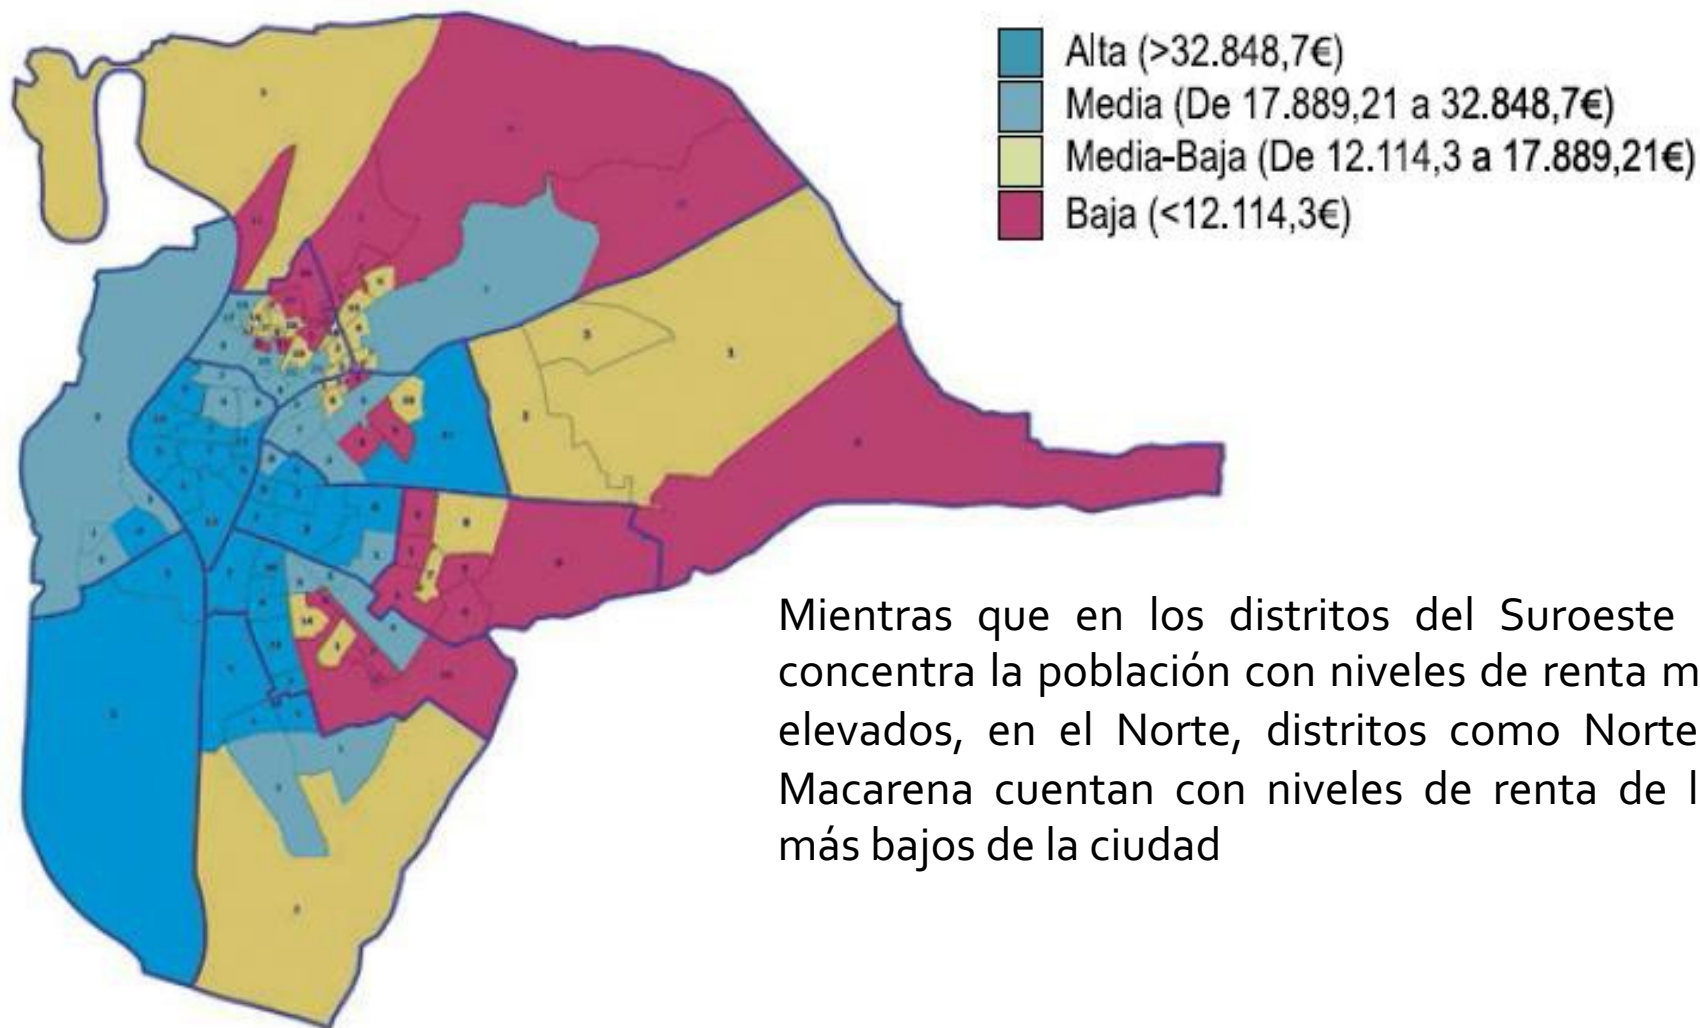 Alta (>32.848,7€)
Media (De 17.889,21 a 32.848,7€)
Media-Baja (De 12.114,3 a 17.889,21€)
Baja (<12.114,3€)
Mientras que en los distritos del Suroeste
concentra la población con niveles de renta m
elevados, en el Norte, distritos como Norte
Macarena cuentan con niveles de renta de l
más bajos de la ciudad